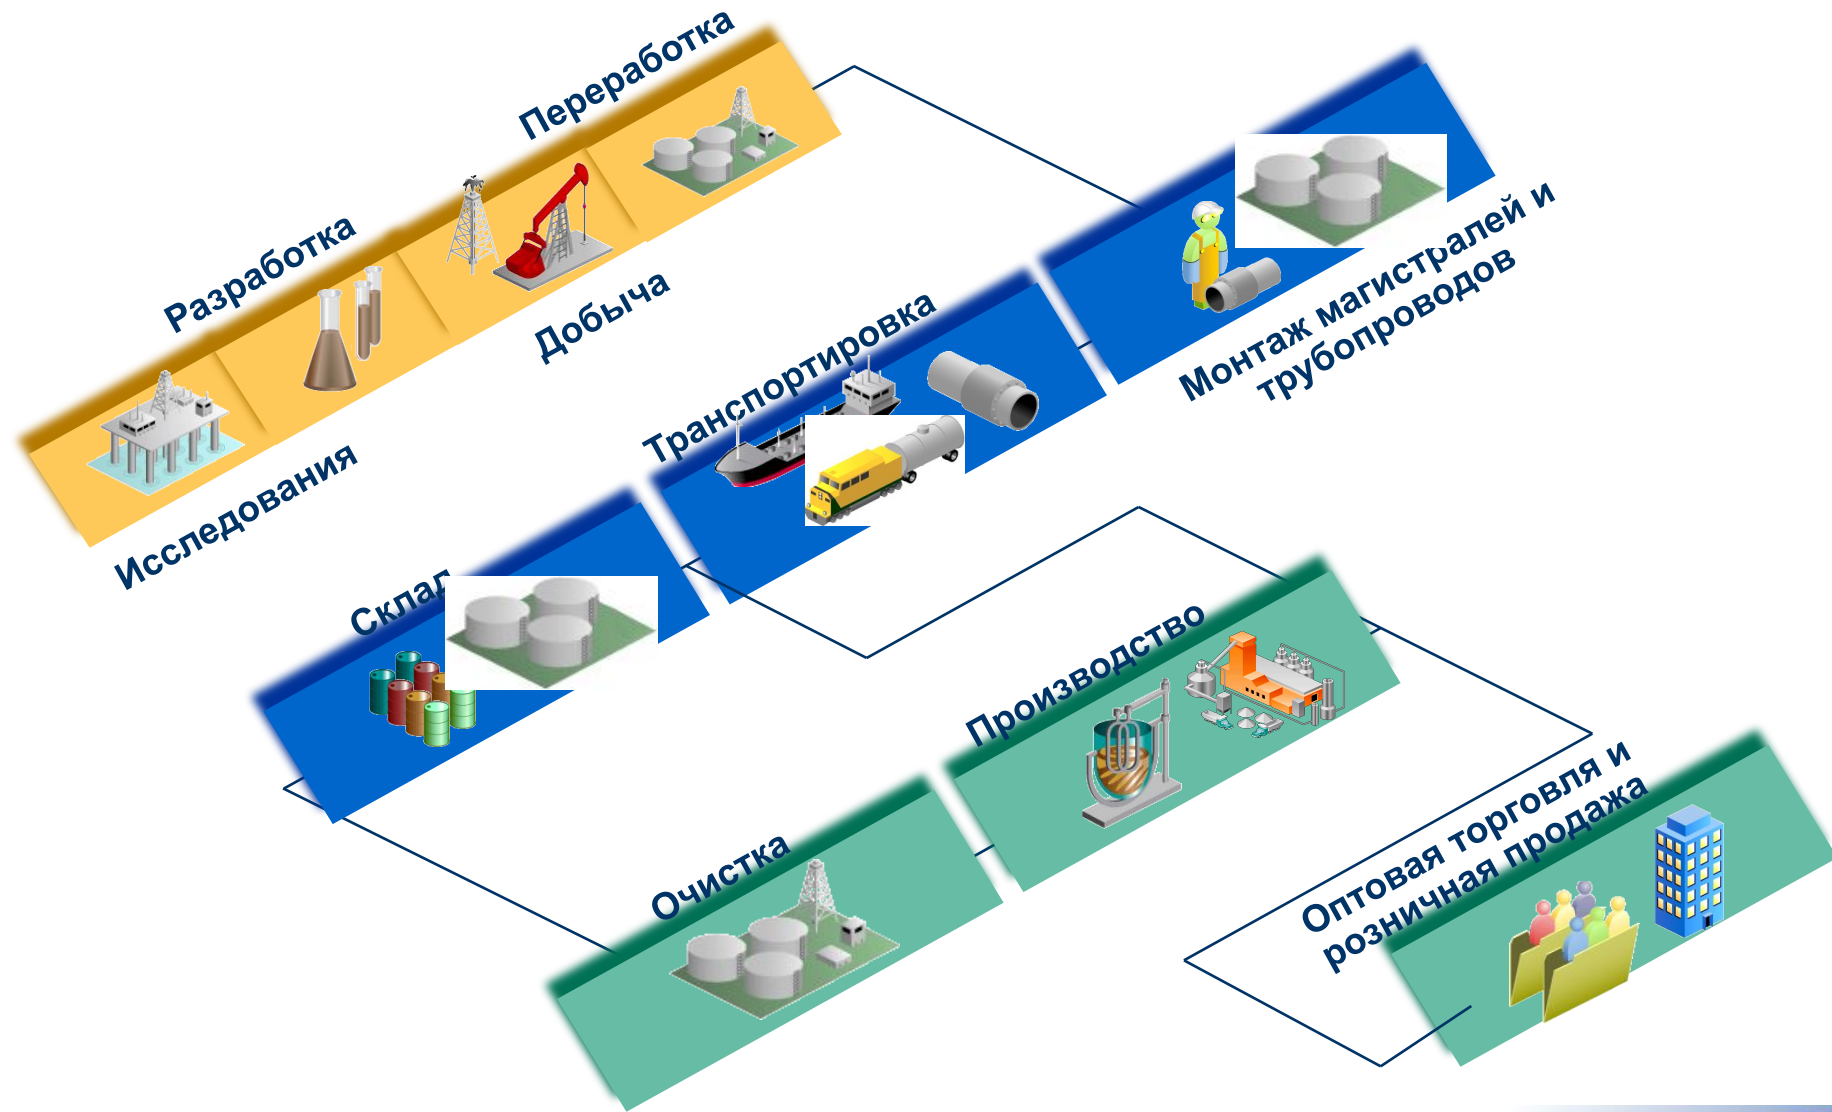 Переработка
Разработка
Добыча
Исследования
Монтаж магистралей и
трубопроводов
Транспортировка
Склад
Производство
Очистка
Оптовая торговля и
розничная продажа